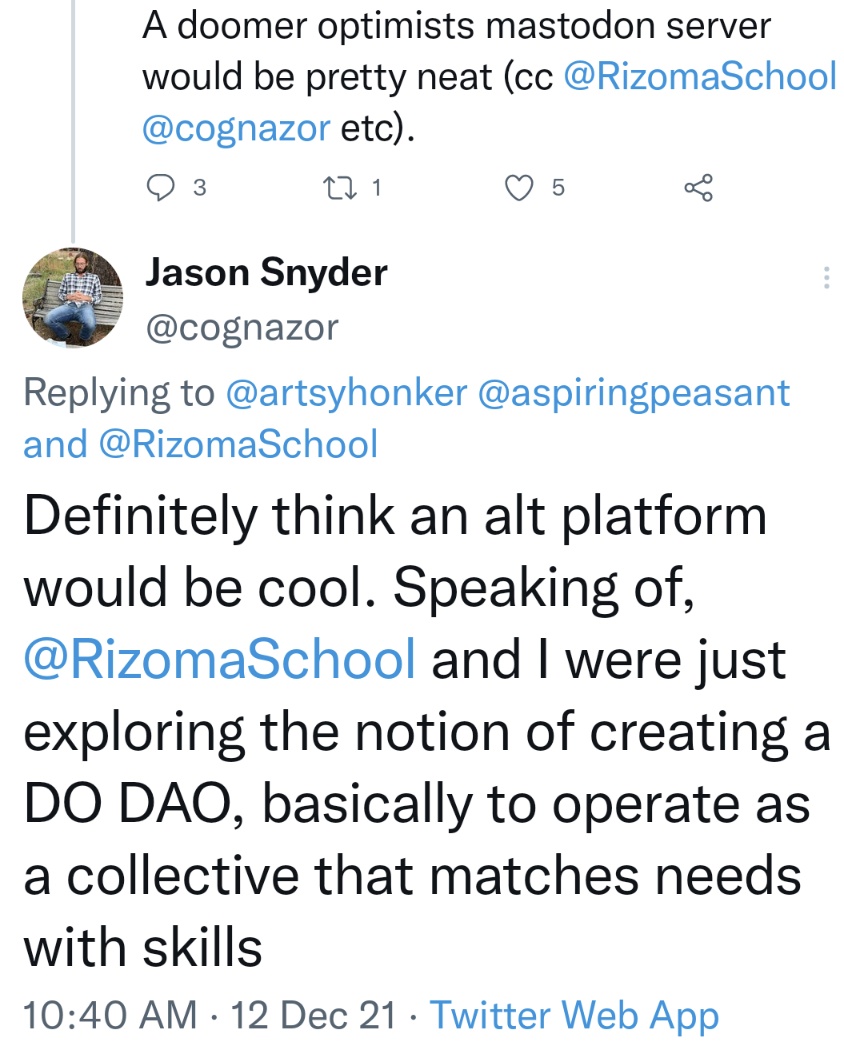 A doomer optimists mastodon server
would be pretty neat (cc @RizomaSchool
@cognazor etc).
3 1 5
Jason Snyder
@cognazor
Replying to @artsyhonker @aspiringpeasant
and @RizomaSchool
Definitely think an alt platform
would be cool. Speaking of,
@RizomaSchool and I were just
exploring the notion of creating a
DO DAO, basically to operate as
a collective that matches needs
with skills
10:40 AM · 12 Dec 21 · Twitter Web App